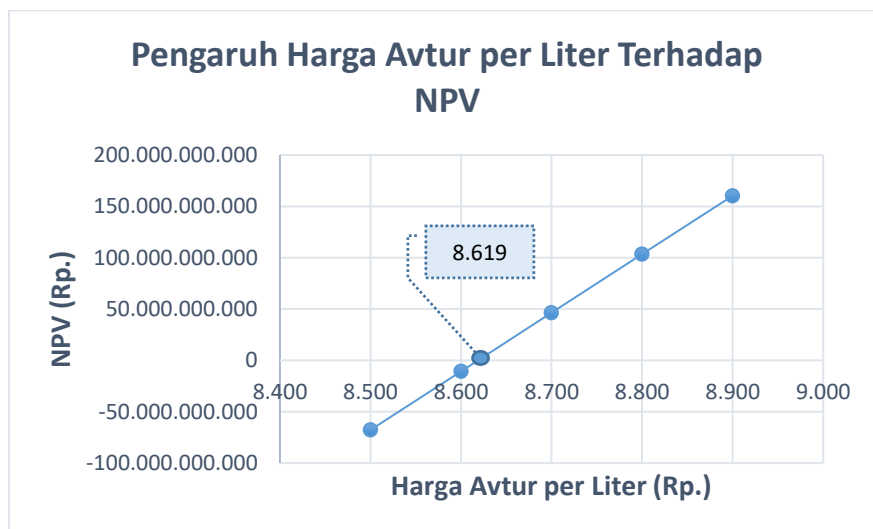 Pengaruh Harga Avtur per Liter Terhadap
NPV
NPV (Rp.)
200.000.000.000
150.000.000.000
100.000.000.000
50.000.000.000
0
-50.000.000.000
-100.000.000.000
8.619
8.400 8.500 8.600 8.700 8.800 8.900 9.000
Harga Avtur per Liter (Rp.)